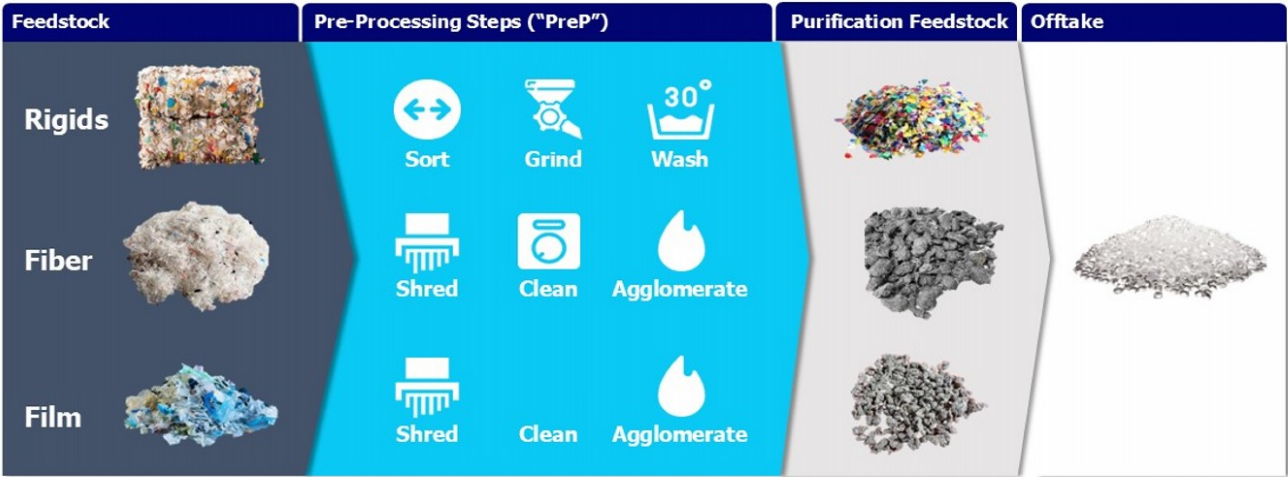 Feedstock
Pre-Processing Steps (“PreP”)
Purification Feedstock
Offtake
Rigids
Sort
Grind
30°
Wash
Fiber
Shred
Clean
Agglomerate
Film
Shred
Clean
Agglomerate